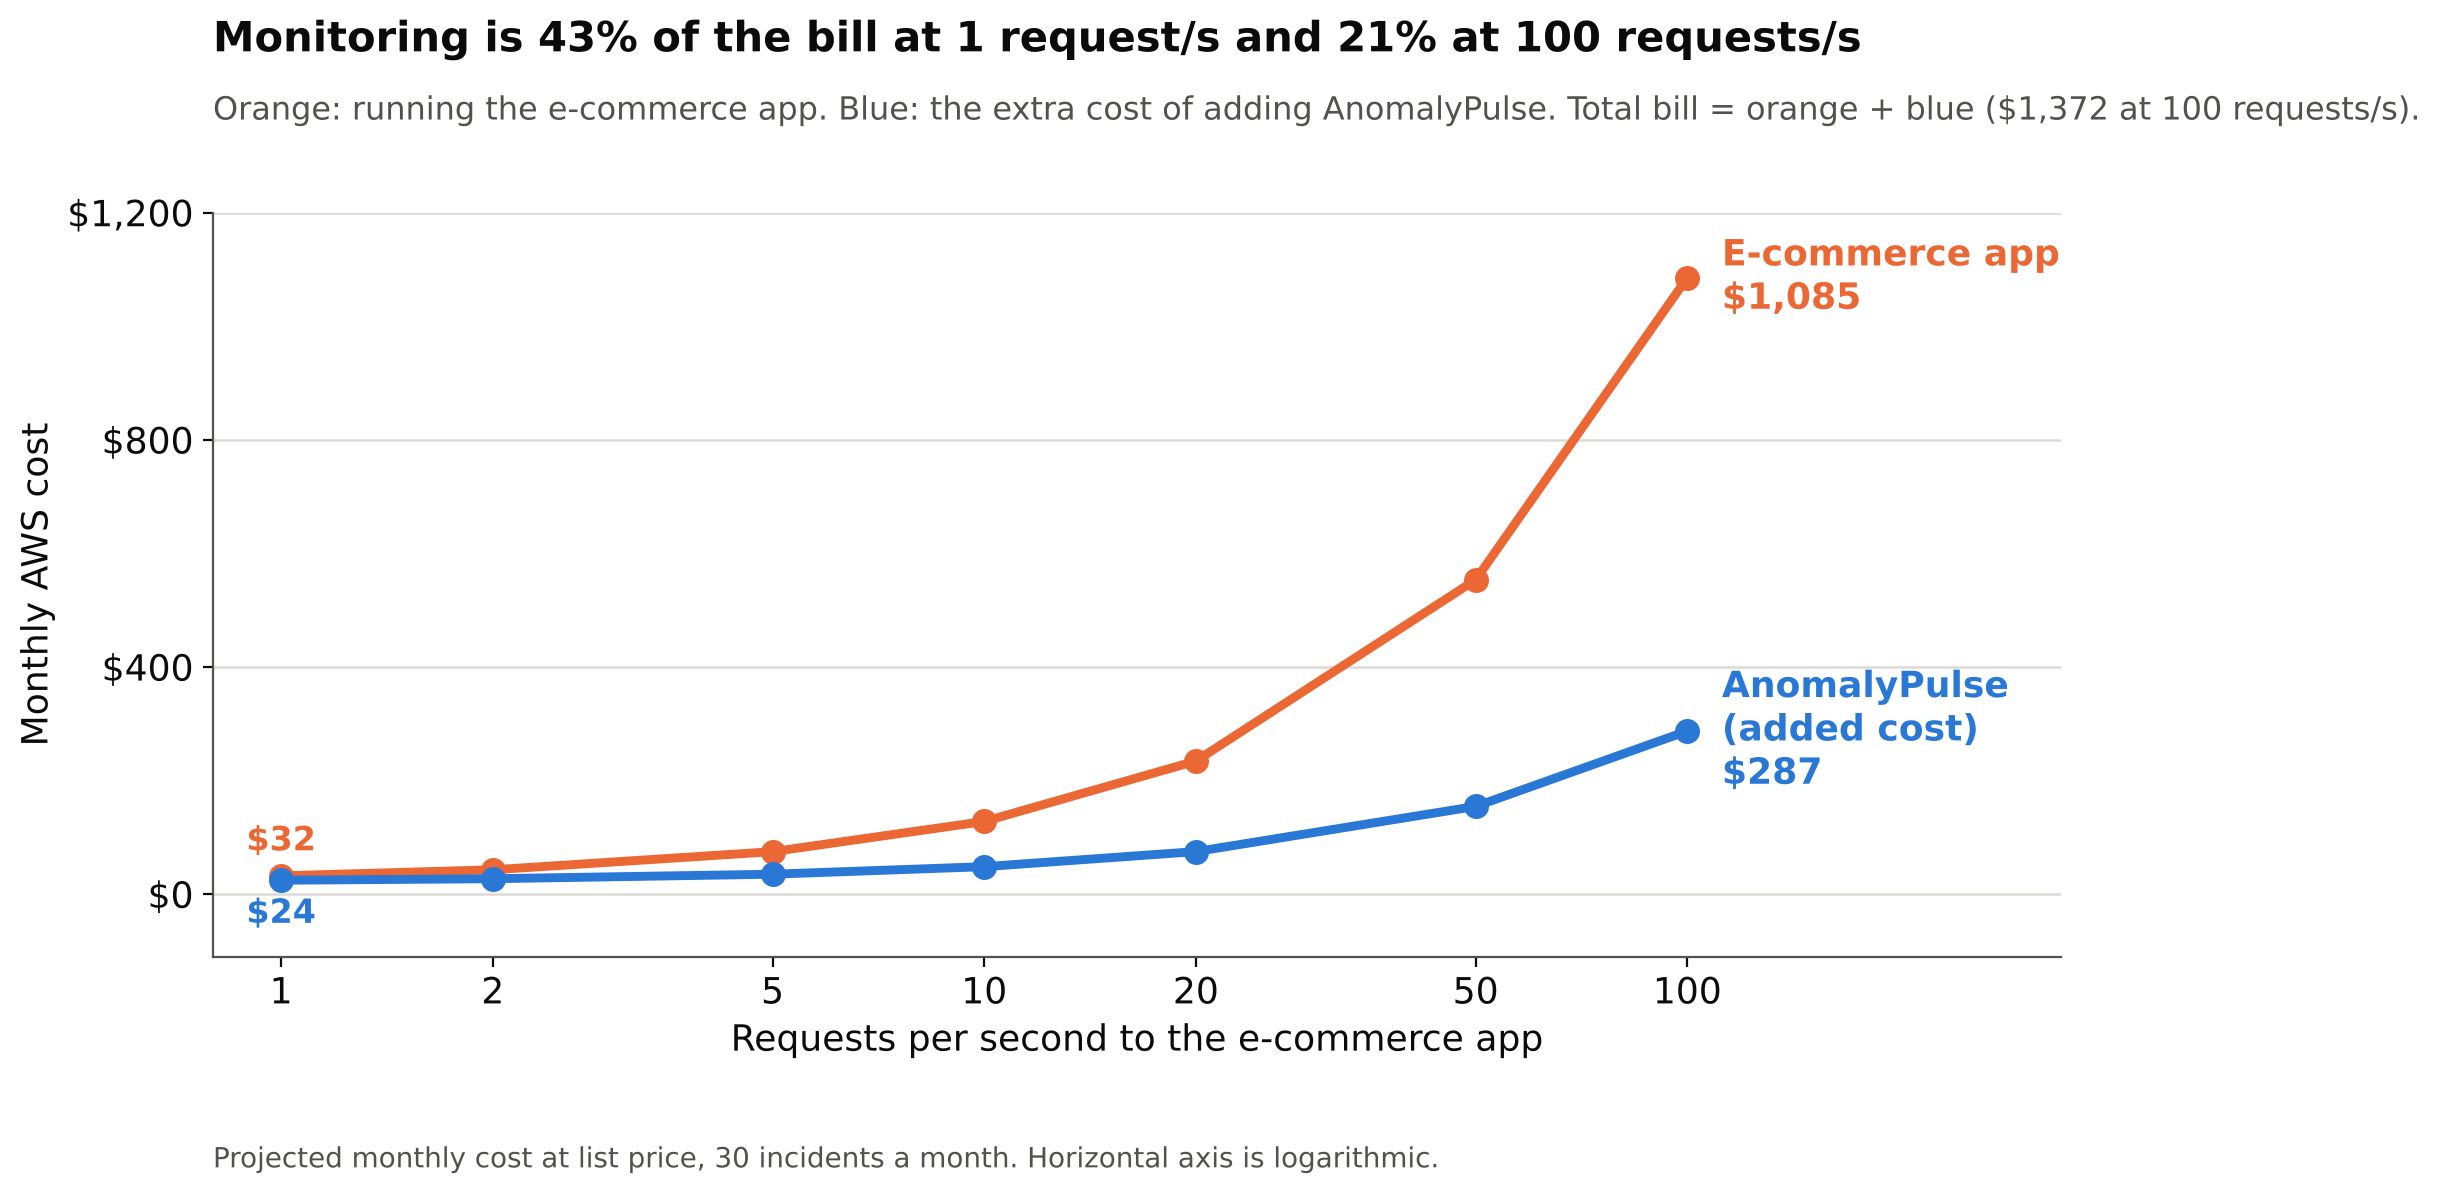 Monitoring is 43% of the bill at 1 request/s and 21% at 100 requests/s
Orange: running the e-commerce app. Blue: the extra cost of adding AnomalyPulse. Total bill = orange + blue ($1,372 at 100 requests/s).
$1,200
$800
$400
$0
Monthly AWS cost
E-commerce app
$1,085
AnomalyPulse
(added cost)
$287
$32
$24
1 2 5 10 20 50 100
Requests per second to the e-commerce app
Projected monthly cost at list price, 30 incidents a month. Horizontal axis is logarithmic.